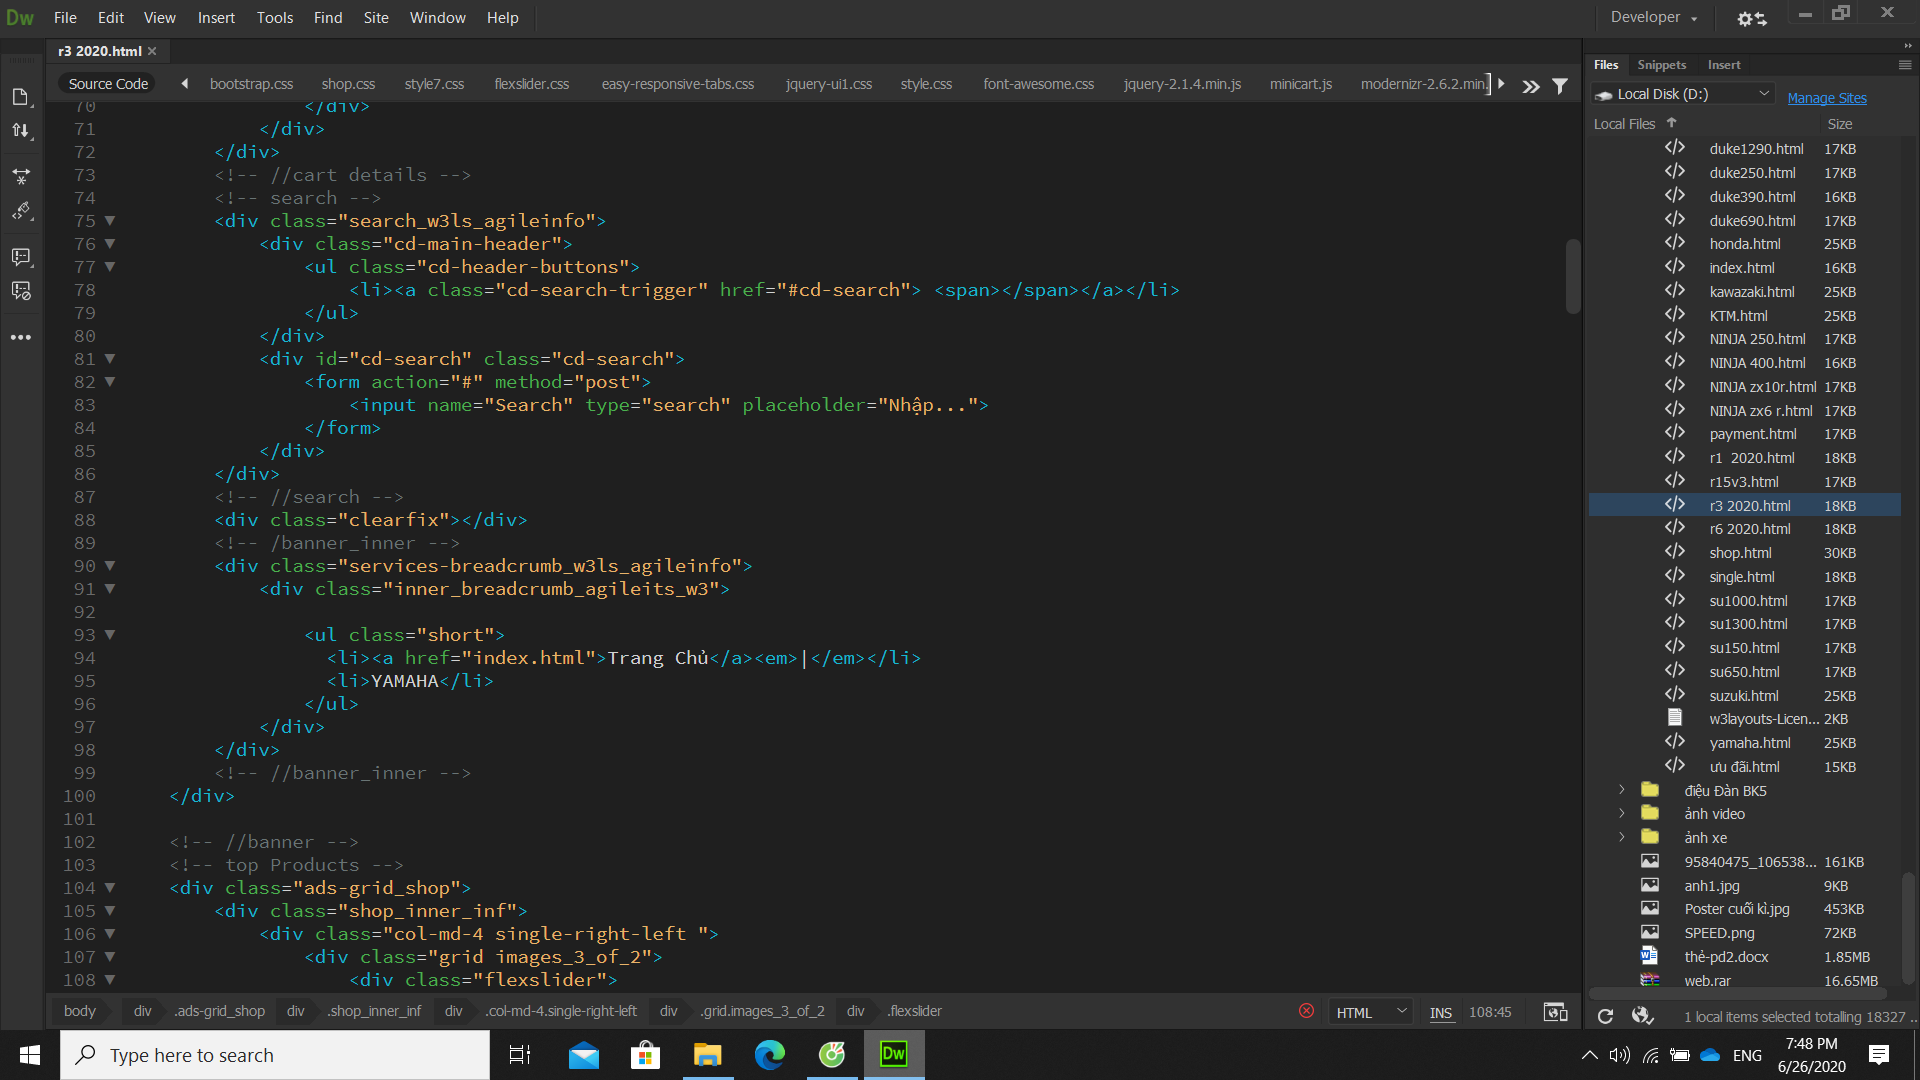 Dw File Edit View Insert Tools Find Site Window Help Developer
r3 2020.html
Source Code bootstrap.css shop.css style7.css flexslider.css easy-responsive-tabs.css jquery-ui1.css style.css font-awesome.css jquery-2.1.4.min.js minicart.js modernizr-2.6.2.min.
70 </div>
71 </div>
72 </div>
73 <!-- //cart details -->
74 <!-- search -->
75 <div class="search_w3ls_agileinfo">
76 <div class="cd-main-header">
77 <ul class="cd-header-buttons">
78 <li><a class="cd-search-trigger" href="#cd-search"> <span></span></a></li>
79 </ul>
80 </div>
81 <div id="cd-search" class="cd-search">
82 <form action="#" method="post">
83 <input name="Search" type="search" placeholder="Nhập...">
84 </form>
85 </div>
86 </div>
87 <!-- //search -->
88 <div class="clearfix"></div>
89 <!-- /banner_inner -->
90 <div class="services-breadcrumb_w3ls_agileinfo">
91 <div class="inner_breadcrumb_agileits_w3">
92
93 <ul class="short">
94 <li><a href="index.html">Trang Chủ</a><em>|</em></li>
95 <li>YAMAHA</li>
96 </ul>
97 </div>
98 </div>
99 <!-- //banner_inner -->
100 </div>
101
102 <!-- //banner -->
103 <!-- top Products -->
104 <div class="ads-grid_shop">
105 <div class="shop_inner_inf">
106 <div class="col-md-4 single-right-left ">
107 <div class="grid images_3_of_2">
108 <div class="flexslider">
body div .ads-grid_shop div .shop_inner_inf div .col-md-4.single-right-left div .grid.images_3_of_2 div .flexslider HTML INS 108:45
Files Snippets Insert
Local Disk (D:) Manage Sites
Local Files Size
duke1290.html 17KB
duke250.html 17KB
duke390.html 16KB
duke690.html 17KB
honda.html 25KB
index.html 16KB
kawazaki.html 25KB
KTM.html 25KB
NINJA 250.html 17KB
NINJA 400.html 16KB
NINJA zx10r.html 17KB
NINJA zx6 r.html 17KB
payment.html 17KB
r1 2020.html 18KB
r15v3.html 17KB
r3 2020.html 18KB
r6 2020.html 18KB
shop.html 30KB
single.html 18KB
su1000.html 17KB
su1300.html 17KB
su150.html 17KB
su650.html 17KB
suzuki.html 25KB
w3layouts-Licen... 2KB
yamaha.html 25KB
ưu đãi.html 15KB
điệu Đàn BK5
ảnh video
ảnh xe
95840475_106538... 161KB
anh1.jpg 9KB
Poster cuối kì.jpg 453KB
SPEED.png 72KB
thẻ-pd2.docx 1.85MB
web.rar 16.65MB
1 local items selected totalling 18327 ..
Type here to search
Dw
ENG
7:48 PM
6/26/2020